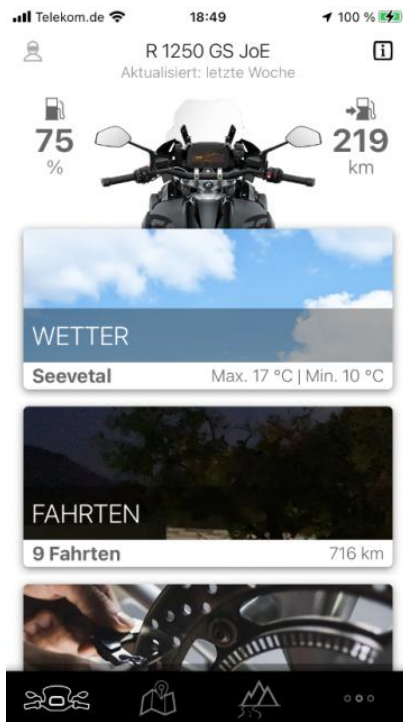 Telekom.de 18:49 100 %
R 1250 GS JoE
Aktualisiert: letzte Woche
75 219
% km
WETTER
Seevetal Max. 17 °C | Min. 10 °C
FAHRTEN
9 Fahrten 716 km